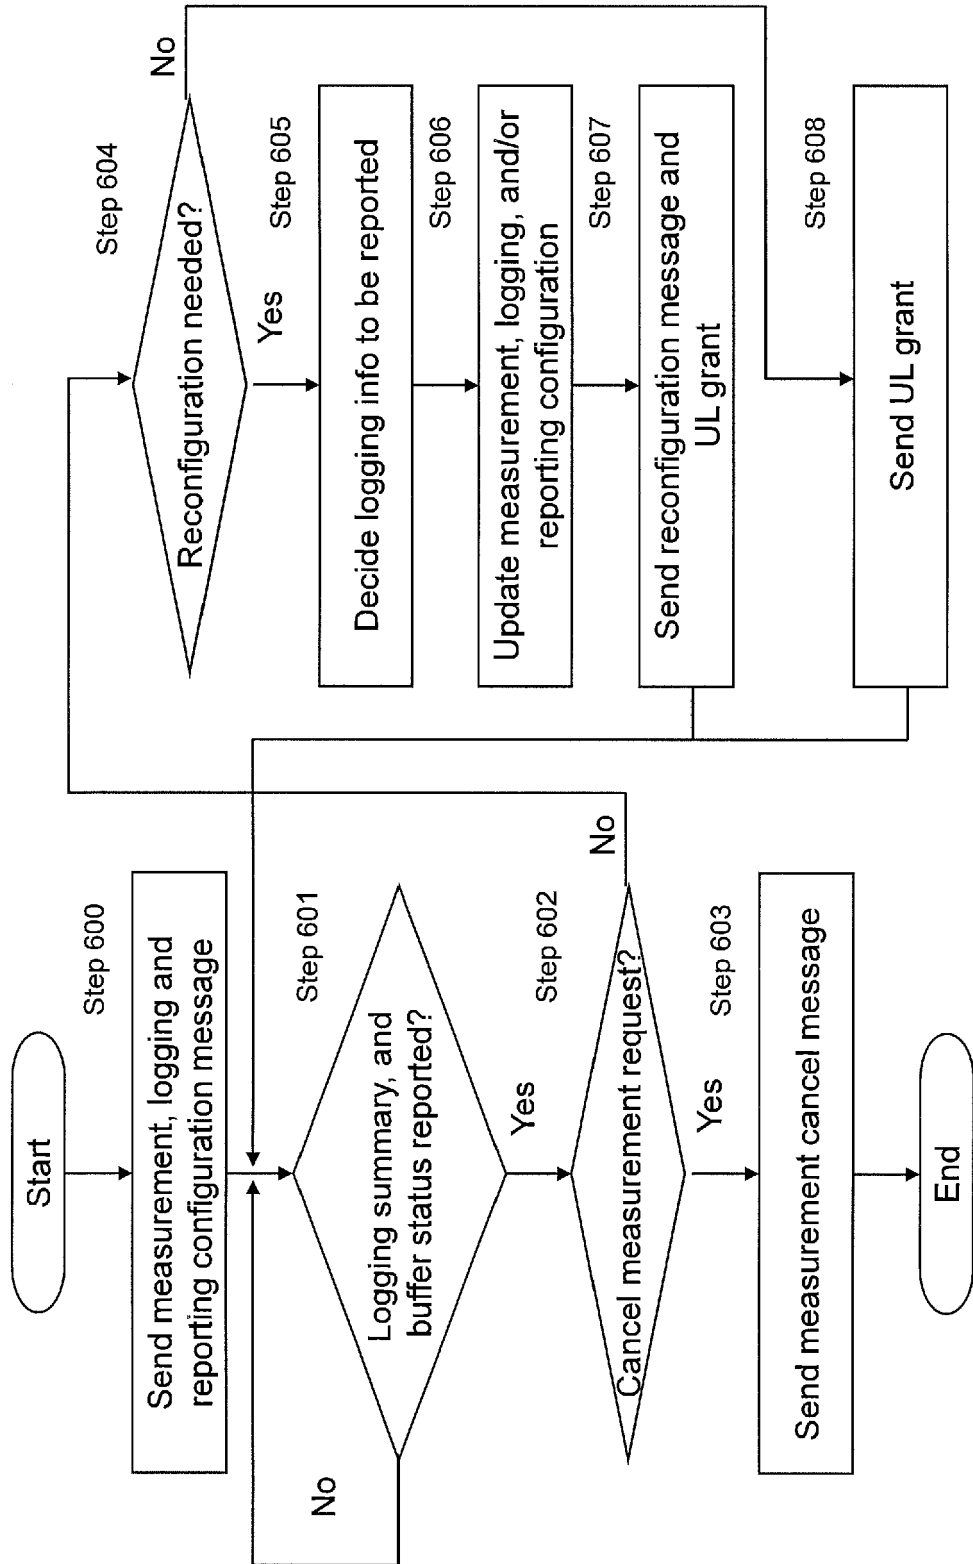 Start
Step 600
Send measurement, logging and
reporting configuration message
Step 601
Logging summary, and
buffer status reported?
No
Yes
Step 602
Cancel measurement request?
No
Yes
Step 603
Send measurement cancel message
End
Step 604
Reconfiguration needed?
No
Yes
Step 605
Decide logging info to be reported
Step 606
Update measurement, logging, and/or
reporting configuration
Step 607
Send reconfiguration message and
UL grant
Step 608
Send UL grant